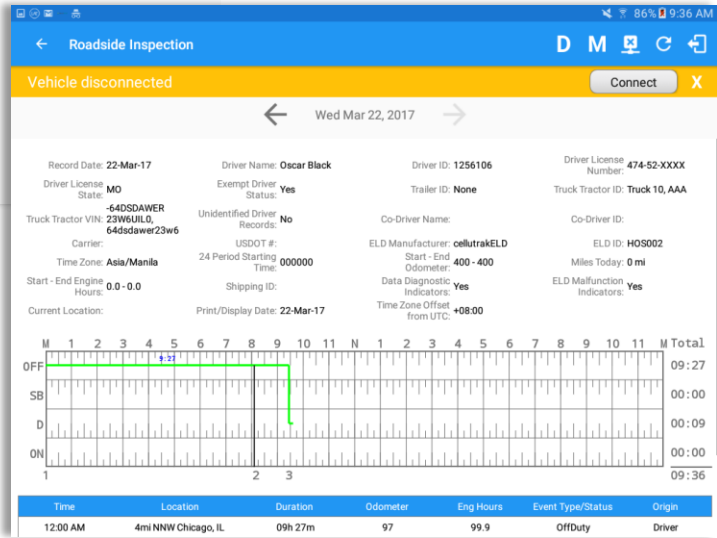 86% 9:36 AM
Roadside Inspection D M
Vehicle disconnected Connect X
Wed Mar 22, 2017
Record Date: 22-Mar-17 Driver Name: Oscar Black Driver ID: 1256106 Driver License Number: 474-52-XXXX
Driver License State: MO Exempt Driver Status: Yes Trailer ID: None Truck Tractor ID: Truck 10, AAA
Truck Tractor VIN: -64DSDAWER 23W6UIL0, 64dsdawer23w6 Unidentified Driver Records: No Co-Driver Name: Co-Driver ID:
Carrier: USDOT #: ELD Manufacturer: cellutrakELD ELD ID: HOS002
Time Zone: Asia/Manila 24 Period Starting Time: 000000 Start - End Odometer: 400 - 400 Miles Today: 0 mi
Start - End Engine Hours: 0.0 - 0.0 Shipping ID: Data Diagnostic Indicators: Yes ELD Malfunction Indicators: Yes
Current Location: Print/Display Date: 22-Mar-17 Time Zone Offset from UTC: +08:00
M 1 2 3 4 5 6 7 8 9 10 11 N 1 2 3 4 5 6 7 8 9 10 11 M Total
9:27
OFF 09:27
SB 00:00
D 00:09
ON 00:00
1 2 3 09:36
Time Location Duration Odometer Eng Hours Event Type/Status Origin
12:00 AM 4mi NNW Chicago, IL 09h 27m 97 99.9 OffDuty Driver